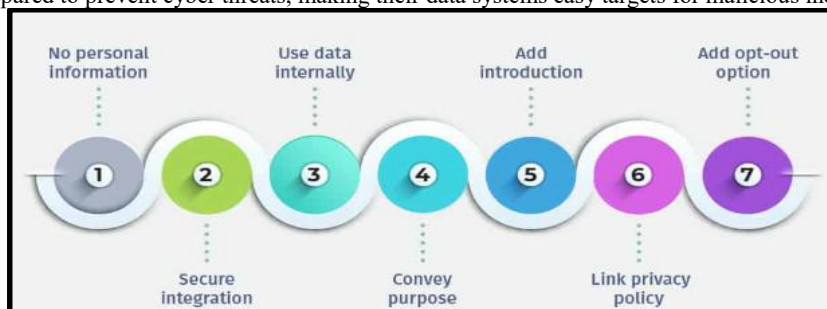 pared to prevent cyber threats, making their data systems easy targets for malicious
No personal
information
Use data
internally
Add
introduction
Add opt-out
option
1
2
3
4
5
6
7
Secure
integration
Convey
purpose
Link privacy
policy